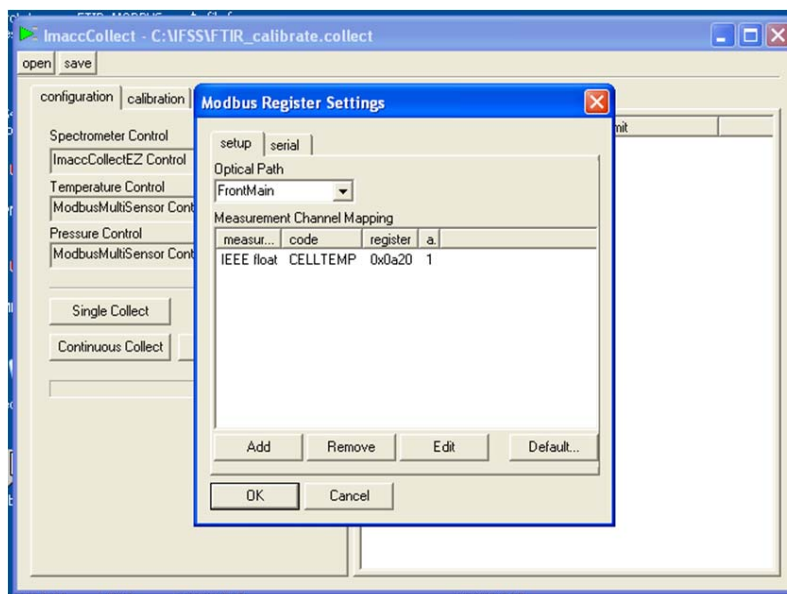 ImaccCollect - C:\IFSS\FTIR_calibrate.collect
open save
configuration calibration
Spectrometer Control
ImaccCollectEZ Control
Temperature Control
ModbusMultiSensor Cont
Pressure Control
ModbusMultiSensor Cont
Single Collect
Continuous Collect
mit
Modbus Register Settings
setup serial
Optical Path
FrontMain
Measurement Channel Mapping
measur... code register a.
IEEE float CELLTEMP 0x0a20 1
Add Remove Edit Default...
OK Cancel